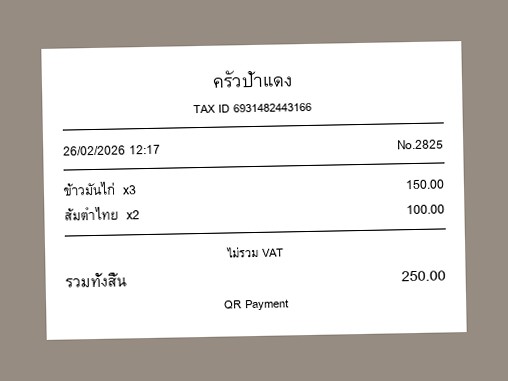 ครัวป้าแดง
TAX ID 6931482443166
26/02/2026 12:17 No.2825
ข้าวมันไก่ x3 150.00
ส้มตำไทย x2 100.00
ไม่รวม VAT
รวมทั้งสิ้น 250.00
QR Payment